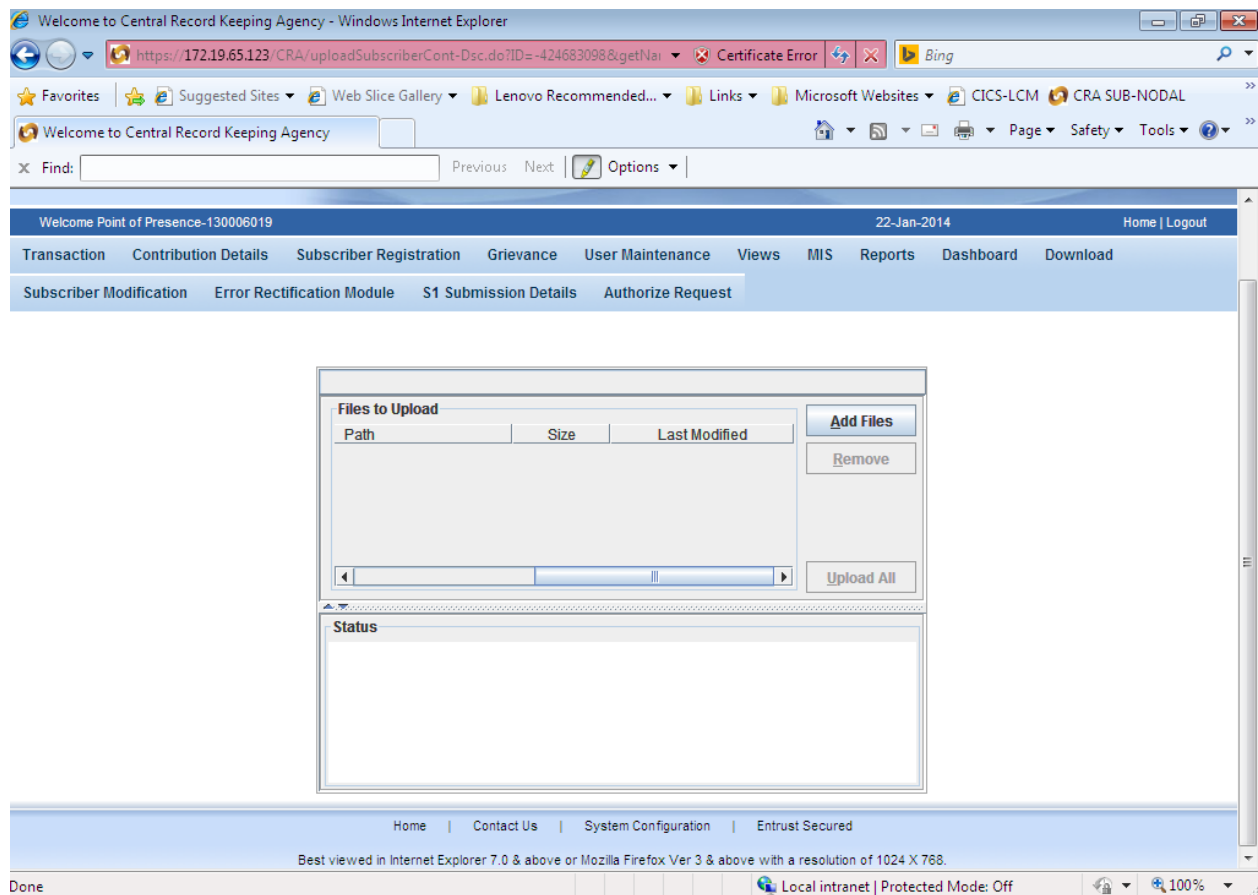 Welcome to Central Record Keeping Agency - Windows Internet Explorer
https://172.19.65.123/CRA/uploadSubscriberCont-Dsc.do?ID=-424683098&getNa Certificate Error Bing
Favorites Suggested Sites Web Slice Gallery Lenovo Recommended... Links Microsoft Websites CICS-LCM CRA SUB-NODAL
Welcome to Central Record Keeping Agency Page Safety Tools
x Find: Previous Next Options
Welcome Point of Presence-130006019 22-Jan-2014 Home | Logout
Transaction Contribution Details Subscriber Registration Grievance User Maintenance Views MIS Reports Dashboard Download
Subscriber Modification Error Rectification Module S1 Submission Details Authorize Request
Files to Upload
Add Files
Path Size Last Modified
Remove
Upload All
Status
Home | Contact Us | System Configuration | Entrust Secured
Best viewed in Internet Explorer 7.0 & above or Mozilla Firefox Ver 3 & above with a resolution of 1024 X 768.
Done Local intranet | Protected Mode: Off 100%